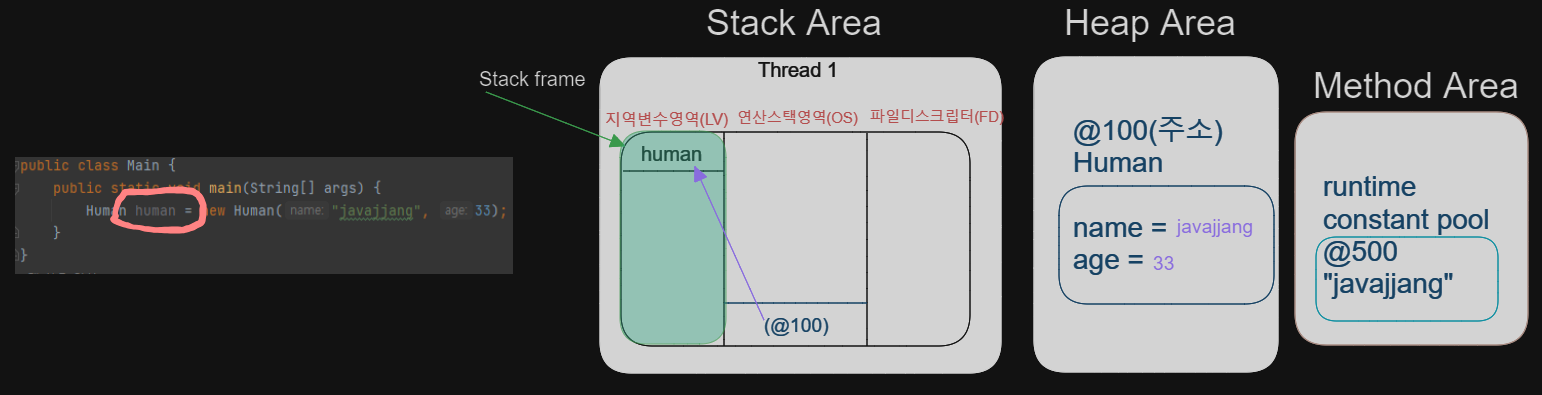 Stack Area
Heap Area
Method Area
Stack frame
Thread 1
지역변수영역(LV)
연산스택영역(OS)
파일디스크립터(FD)
human
(@100)
@100(주소)
Human
name = javajjang
age = 33
runtime
constant pool
@500
"javajjang"
public class Main {
public static void main(String[] args) {
Human human = new Human( name: "javajjang", age: 33);
}
}